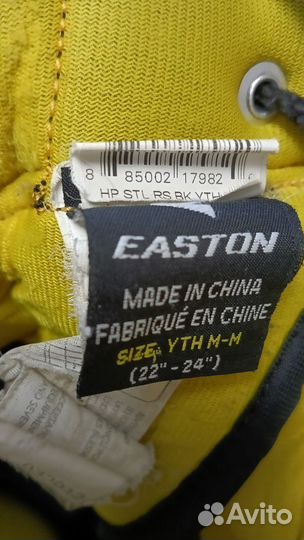 8 85002 17982
HP STL RS BK YTH
EASTON
MADE IN CHINA
FABRIQUÉ EN CHINE
SIZE, YTH M-M
(22"-24")
Avito